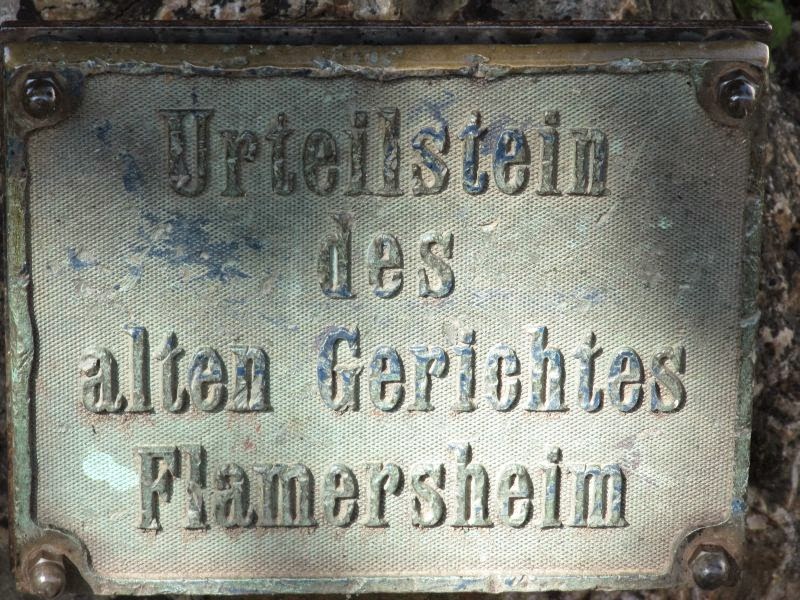 Urteilstein
des
alten Gerichtes
Flamersheim